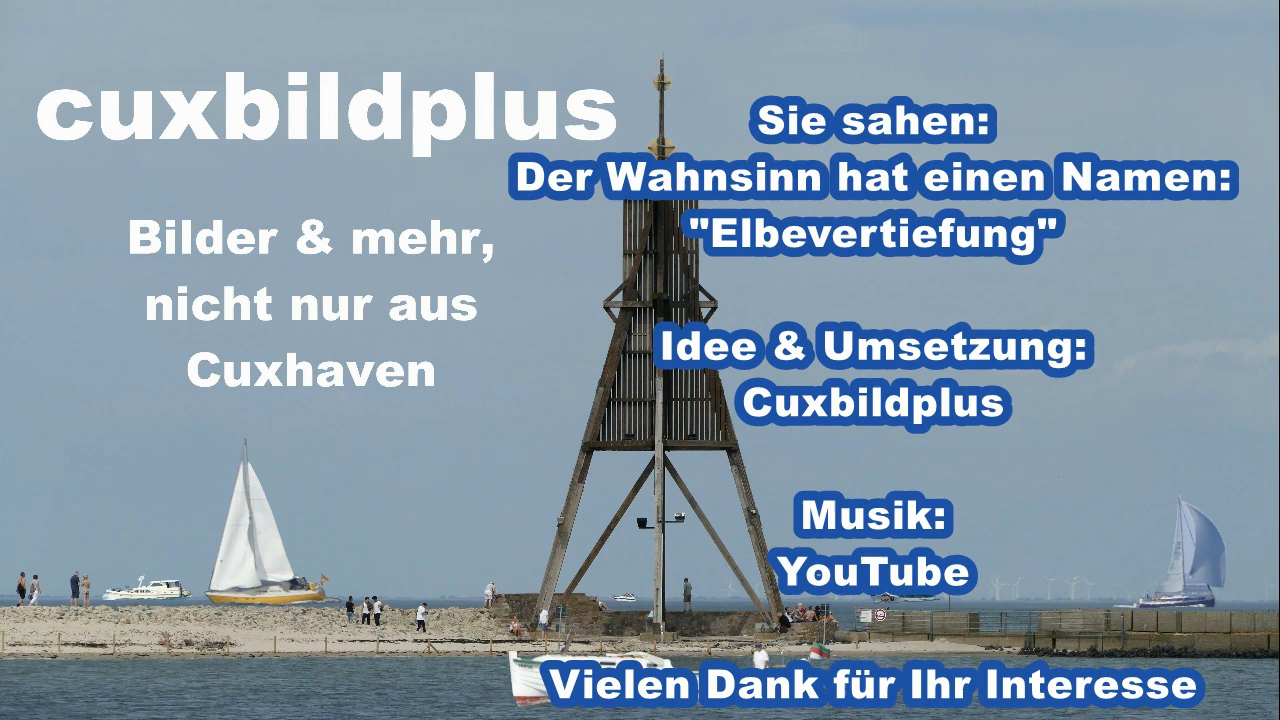 cuxbildplus
Bilder & mehr,
nicht nur aus
Cuxhaven
Sie sahen:
Der Wahnsinn hat einen Namen:
"Elbevertiefung"
Idee & Umsetzung:
Cuxbildplus
Musik:
YouTube
Vielen Dank für Ihr Interesse